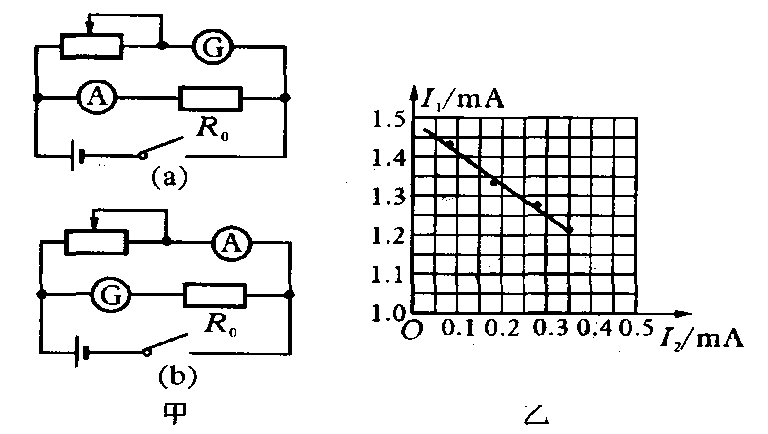 G
A
R₀
(a)
A
G
R₀
(b)
甲
I₁/mA
1.5
1.4
1.3
1.2
1.1
1.0
O 0.1 0.2 0.3 0.4 0.5 I₂/mA
乙